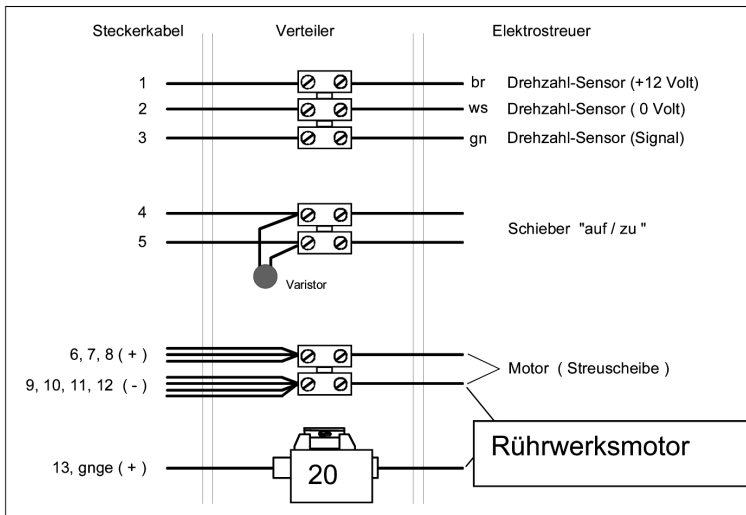 Steckerkabel Verteiler Elektrostreuer
1 br Drehzahl-Sensor (+12 Volt)
2 ws Drehzahl-Sensor ( 0 Volt)
3 gn Drehzahl-Sensor (Signal)
4
5
Schieber "auf / zu "
Varistor
6, 7, 8 ( + )
Motor ( Streuscheibe )
9, 10, 11, 12 ( - )
Rührwerksmotor
13, gnge ( + ) 20